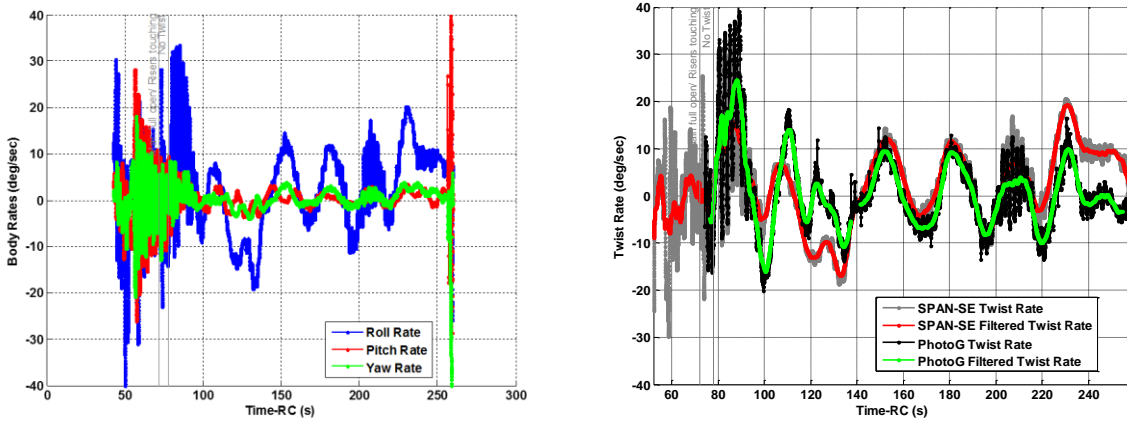 40
30
20
10
0
-10
-20
-30
-40
Body Rates (deg/sec)
full open/ Risers touching
No Twist
Roll Rate
Pitch Rate
Yaw Rate
0 50 100 150 200 250 300
Time-RC (s)
40
30
20
10
0
-10
-20
-30
-40
Twist Rate (deg/sec)
full open/ Risers touching
No Twist
SPAN-SE Twist Rate
SPAN-SE Filtered Twist Rate
PhotoG Twist Rate
PhotoG Filtered Twist Rate
60 80 100 120 140 160 180 200 220 240
Time-RC (s)